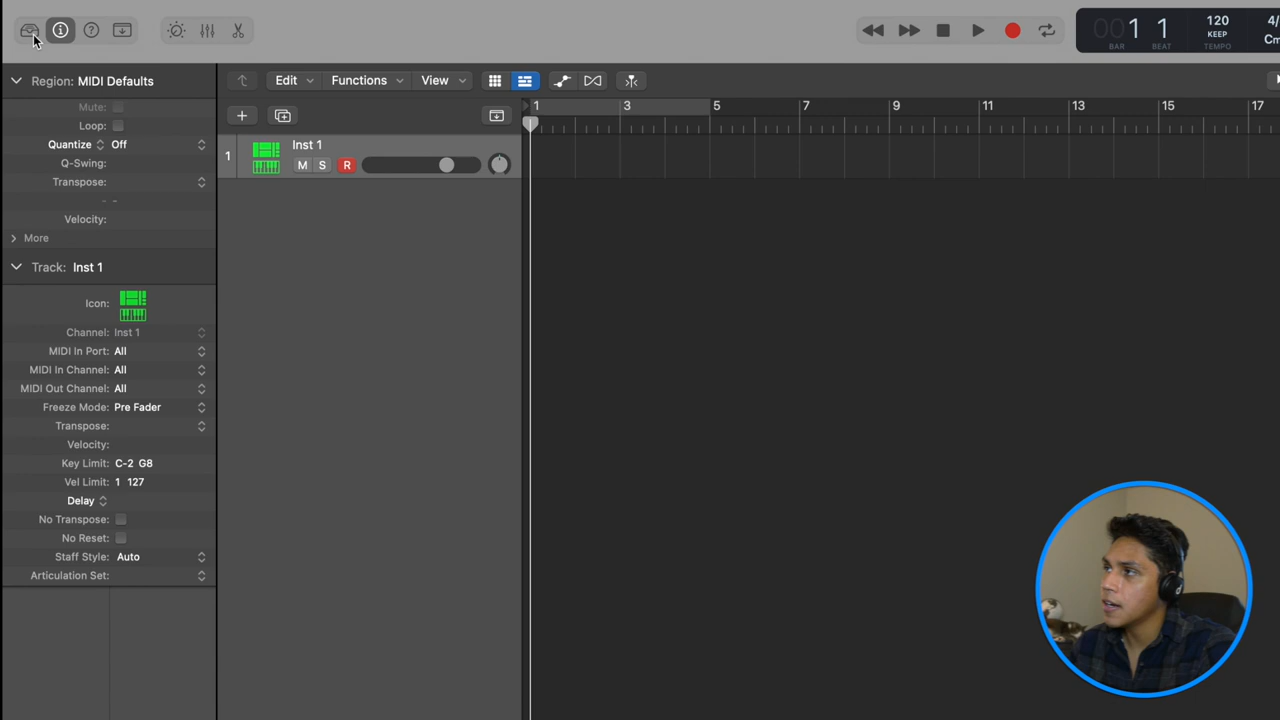 1 1
BAR BEAT
120
KEEP
TEMPO
4/
Cm
Region: MIDI Defaults
Edit Functions View
Mute:
Loop:
Quantize Off
Q-Swing:
Transpose:
- -
Velocity:
More
1 3 5 7 9 11 13 15 17
1 Inst 1
M S R
Track: Inst 1
Icon:
Channel: Inst 1
MIDI In Port: All
MIDI In Channel: All
MIDI Out Channel: All
Freeze Mode: Pre Fader
Transpose:
Velocity:
Key Limit: C-2 G8
Vel Limit: 1 127
Delay
No Transpose:
No Reset:
Staff Style: Auto
Articulation Set: